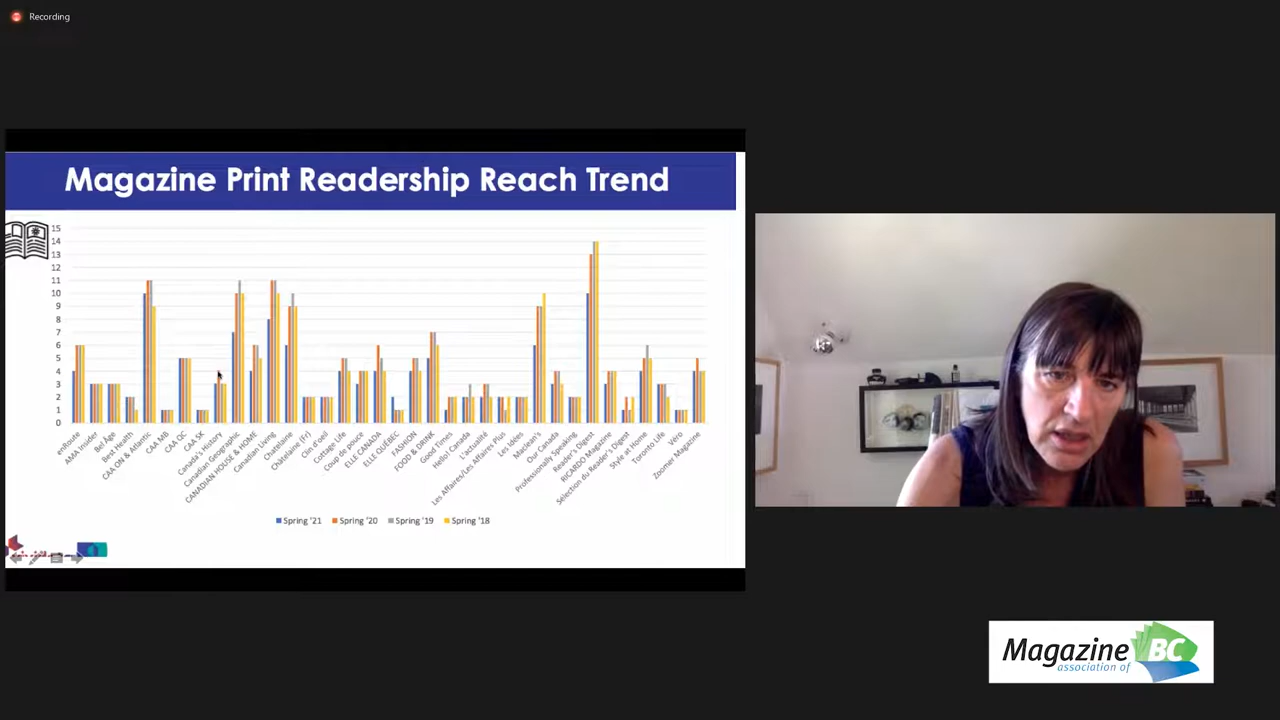 Recording
Magazine Print Readership Reach Trend
15
14
13
12
11
10
9
8
7
6
5
4
3
2
1
0
enRoute
AMA Insider
Bel Âge
Best Health
CAA ON & Atlantic
CAA MB
CAA QC
CAA SK
Canada's History
Canadian Geographic
CANADIAN HOUSE & HOME
Canadian Living
Chatelaine
Châtelaine (Fr)
Clin d'oeil
Cottage Life
Coup de pouce
ELLE CANADA
ELLE QUÉBEC
FASHION
FOOD & DRINK
Good Times
Hello! Canada
L'actualité
Les Affaires/Les Affaires Plus
Les Idées
Maclean's
Our Canada
Professionally Speaking
Reader's Digest
RICARDO Magazine
Sélection du Reader's Digest
Style at Home
Toronto Life
Véro
Zoomer Magazine
Spring '21 Spring '20 Spring '19 Spring '18
Magazine BC
association of